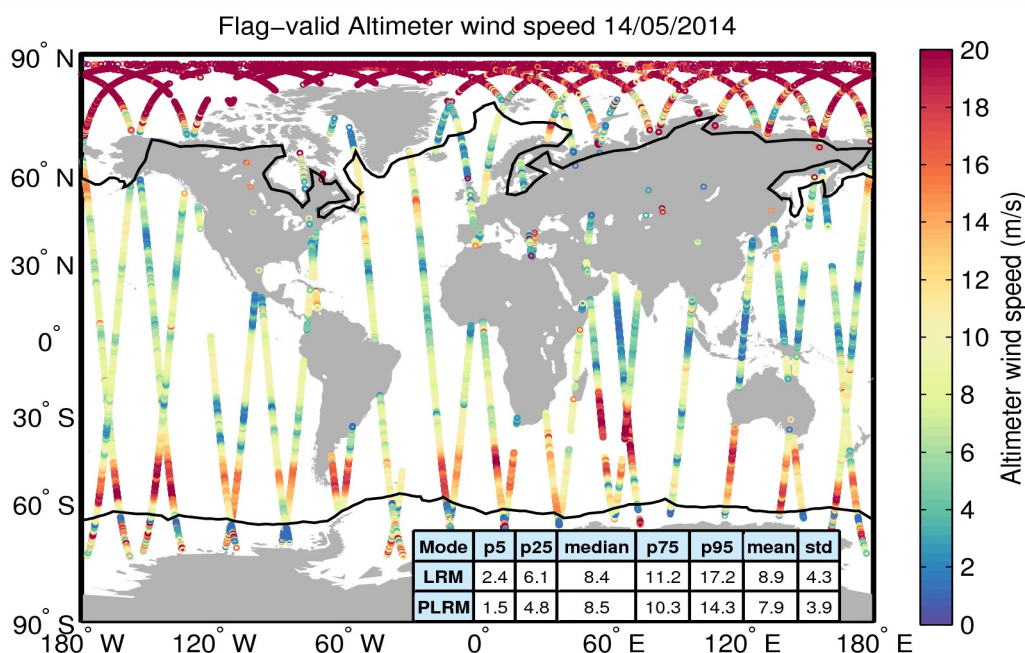 Flag−valid Altimeter wind speed 14/05/2014
90° N
60° N
30° N
0°
30° S
60° S
90° S
180° W
120° W
60° W
0°
60° E
120° E
180° E
20
18
16
14
12
10
8
6
4
2
0
Altimeter wind speed (m/s)
Mode p5 p25 median p75 p95 mean std
LRM 2.4 6.1 8.4 11.2 17.2 8.9 4.3
PLRM 1.5 4.8 8.5 10.3 14.3 7.9 3.9